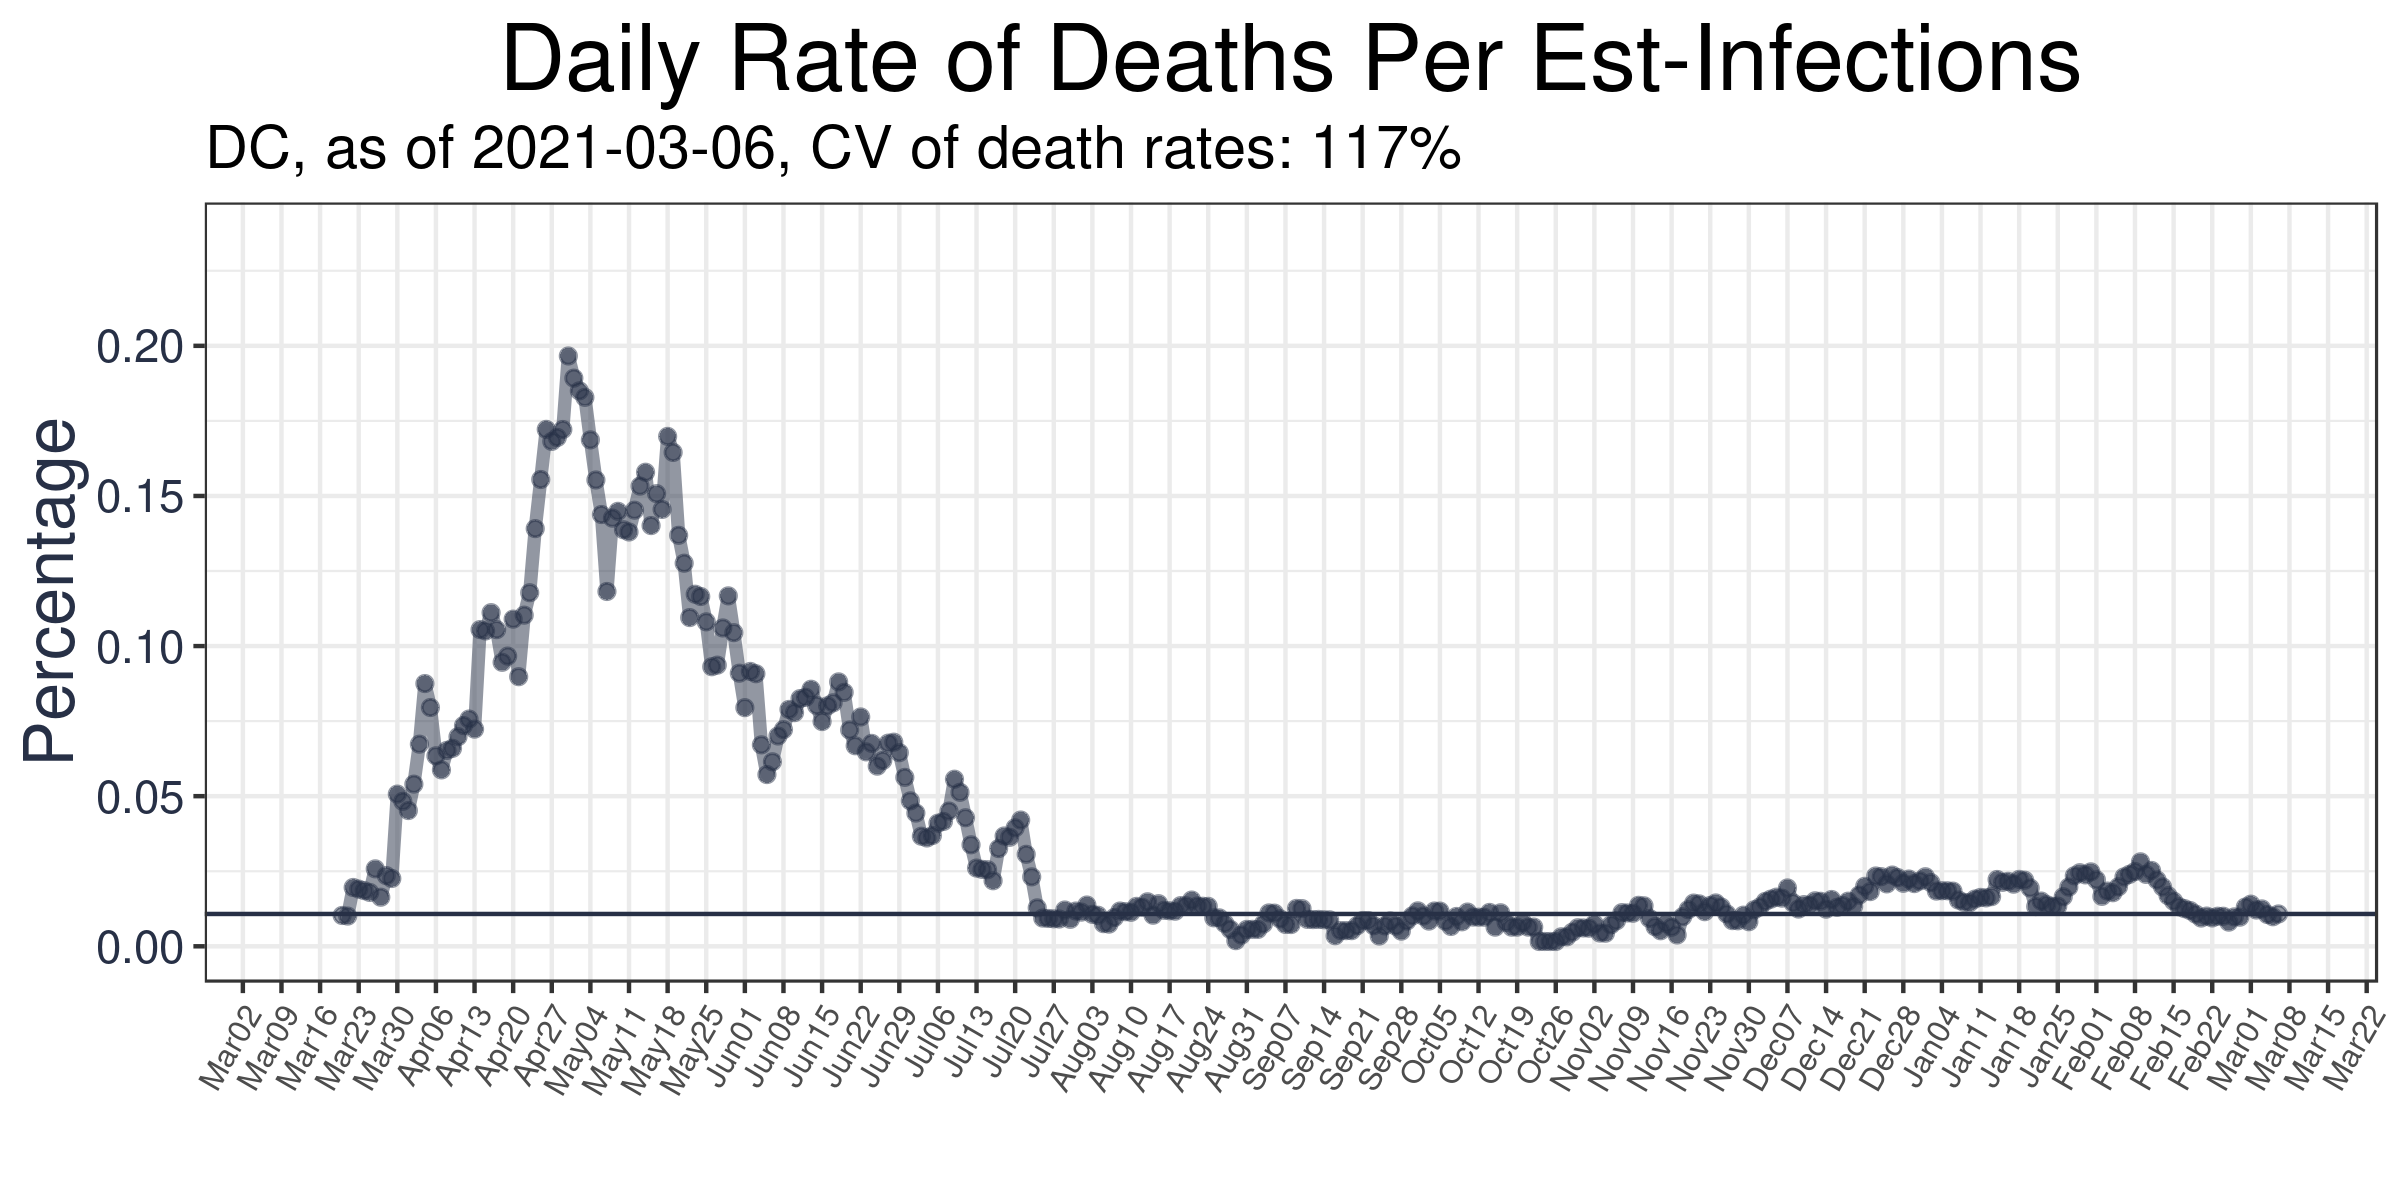 Daily Rate of Deaths Per Est-Infections
DC, as of 2021-03-06, CV of death rates: 117%
Percentage
0.20
0.15
0.10
0.05
0.00
Mar02
Mar09
Mar16
Mar23
Mar30
Apr06
Apr13
Apr20
Apr27
May04
May11
May18
May25
Jun01
Jun08
Jun15
Jun22
Jun29
Jul06
Jul13
Jul20
Jul27
Aug03
Aug10
Aug17
Aug24
Aug31
Sep07
Sep14
Sep21
Sep28
Oct05
Oct12
Oct19
Oct26
Nov02
Nov09
Nov16
Nov23
Nov30
Dec07
Dec14
Dec21
Dec28
Jan04
Jan11
Jan18
Jan25
Feb01
Feb08
Feb15
Feb22
Mar01
Mar08
Mar15
Mar22